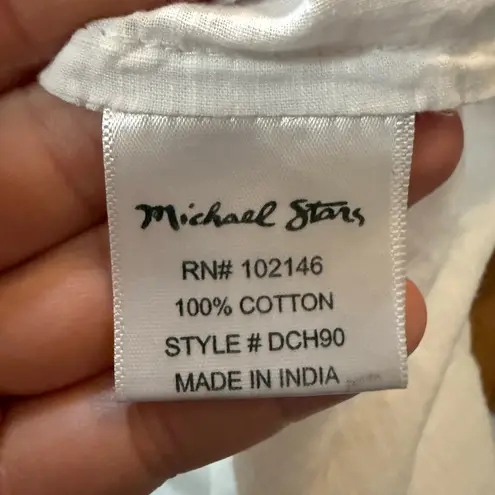 Michael Stars
RN# 102146
100% COTTON
STYLE # DCH90
MADE IN INDIA